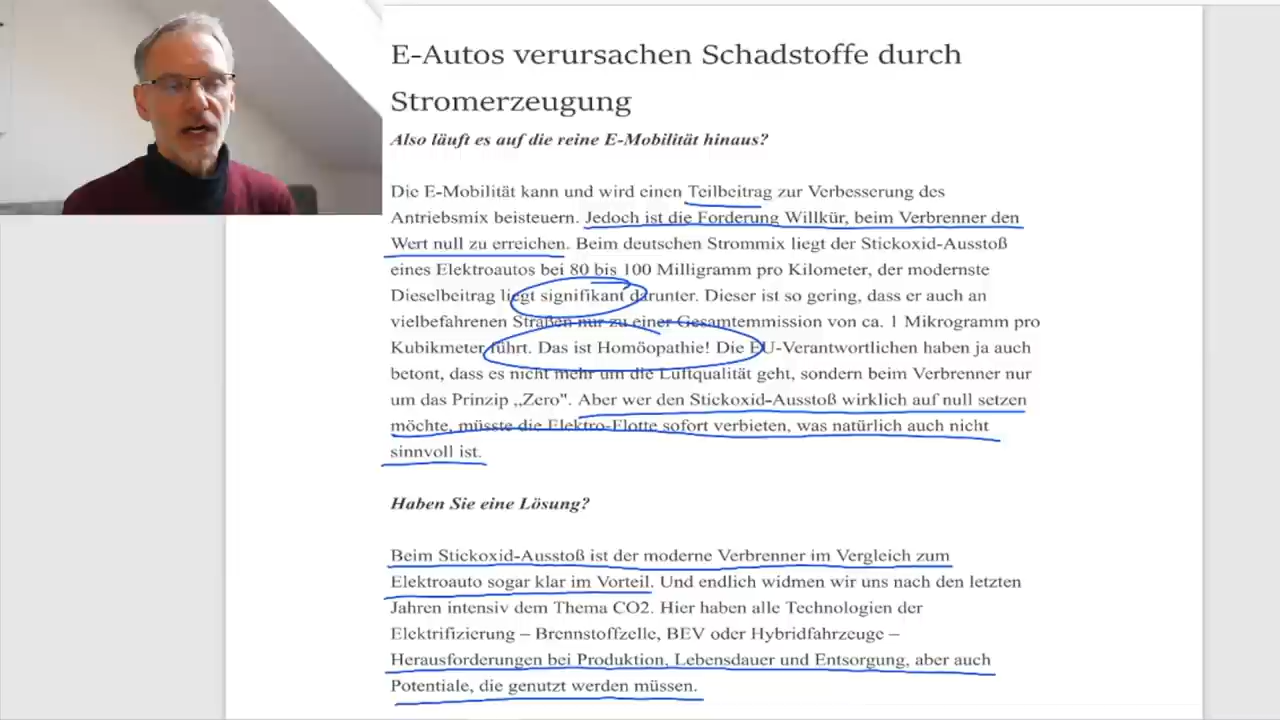 E-Autos verursachen Schadstoffe durch
Stromerzeugung
Also läuft es auf die reine E-Mobilität hinaus?
Die E-Mobilität kann und wird einen Teilbeitrag zur Verbesserung des
Antriebsmix beisteuern. Jedoch ist die Forderung Willkür, beim Verbrenner den
Wert null zu erreichen. Beim deutschen Strommix liegt der Stickoxid-Ausstoß
eines Elektroautos bei 80 bis 100 Milligramm pro Kilometer, der modernste
Dieselbeitrag liegt signifikant darunter. Dieser ist so gering, dass er auch an
vielbefahrenen Straßen nur zu einer Gesamtemmission von ca. 1 Mikrogramm pro
Kubikmeter führt. Das ist Homöopathie! Die EU-Verantwortlichen haben ja auch
betont, dass es nicht mehr um die Luftqualität geht, sondern beim Verbrenner nur
um das Prinzip „Zero". Aber wer den Stickoxid-Ausstoß wirklich auf null setzen
möchte, müsste die Elektro-Flotte sofort verbieten, was natürlich auch nicht
sinnvoll ist.
Haben Sie eine Lösung?
Beim Stickoxid-Ausstoß ist der moderne Verbrenner im Vergleich zum
Elektroauto sogar klar im Vorteil. Und endlich widmen wir uns nach den letzten
Jahren intensiv dem Thema CO2. Hier haben alle Technologien der
Elektrifizierung – Brennstoffzelle, BEV oder Hybridfahrzeuge –
Herausforderungen bei Produktion, Lebensdauer und Entsorgung, aber auch
Potentiale, die genutzt werden müssen.